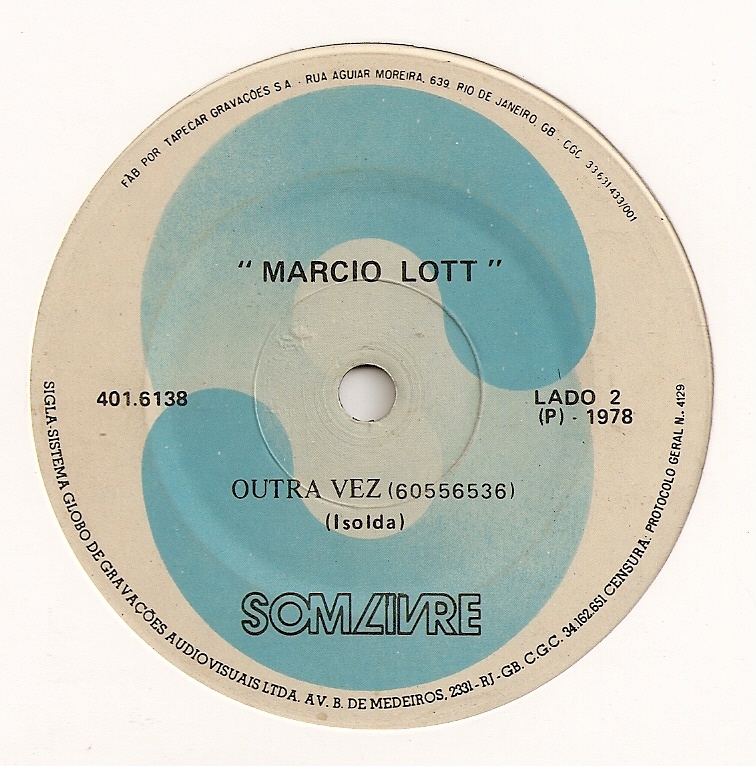 FAB POR TAPECAR GRAVAÇÕES S A · RUA AGUIAR MOREIRA, 639 RIO DE JANEIRO, GB · CGC 33 631 433/001
" MARCIO LOTT "
401.6138
LADO 2
(P) - 1978
OUTRA VEZ (60556536)
(Isolda)
SOM LIVRE
SIGLA-SISTEMA GLOBO DE GRAVAÇÕES AUDIOVISUAIS LTDA. AV. B. DE MEDEIROS, 2331 - RJ - GB. C.G.C. 34.162.651 CENSURA: PROTOCOLO GERAL N.. 4129